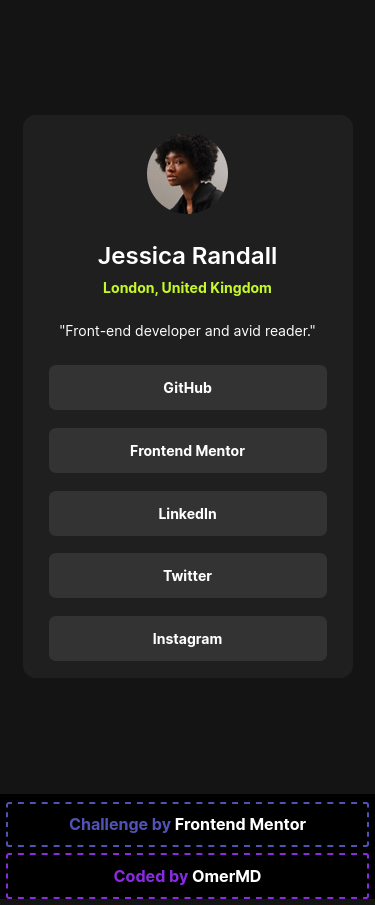 Jessica Randall
London, United Kingdom
"Front-end developer and avid reader."
GitHub
Frontend Mentor
LinkedIn
Twitter
Instagram
Challenge by Frontend Mentor
Coded by OmerMD